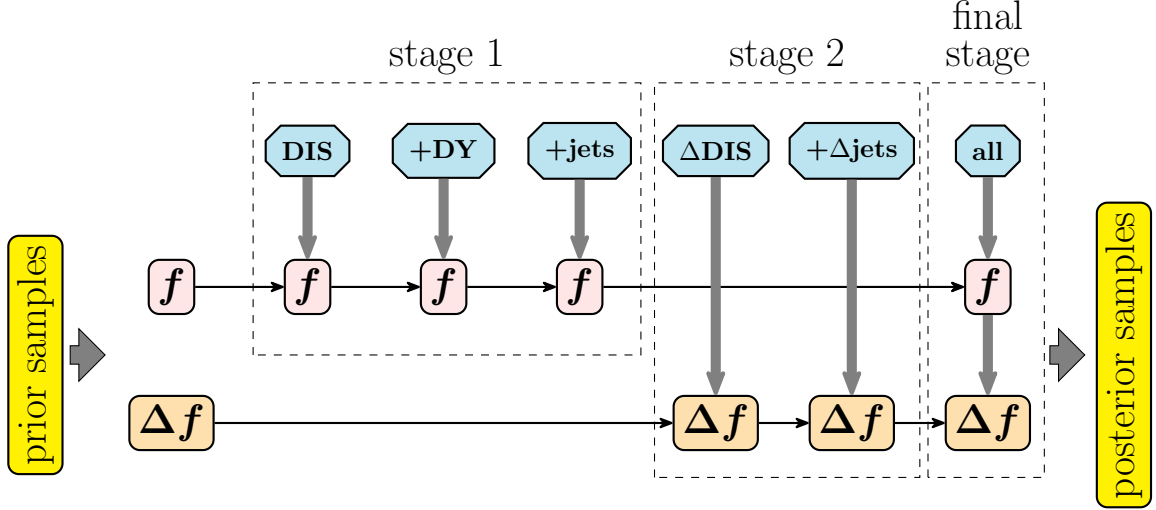 final
stage 1 stage 2 stage
DIS +DY +jets ΔDIS +Δjets all
f f f f f
Δf Δf Δf Δf
prior samples
posterior samples